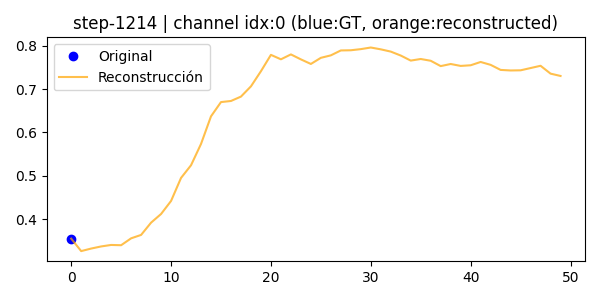 step-1214 | channel idx:0 (blue:GT, orange:reconstructed)
Original
Reconstrucción
0.8
0.7
0.6
0.5
0.4
0 10 20 30 40 50